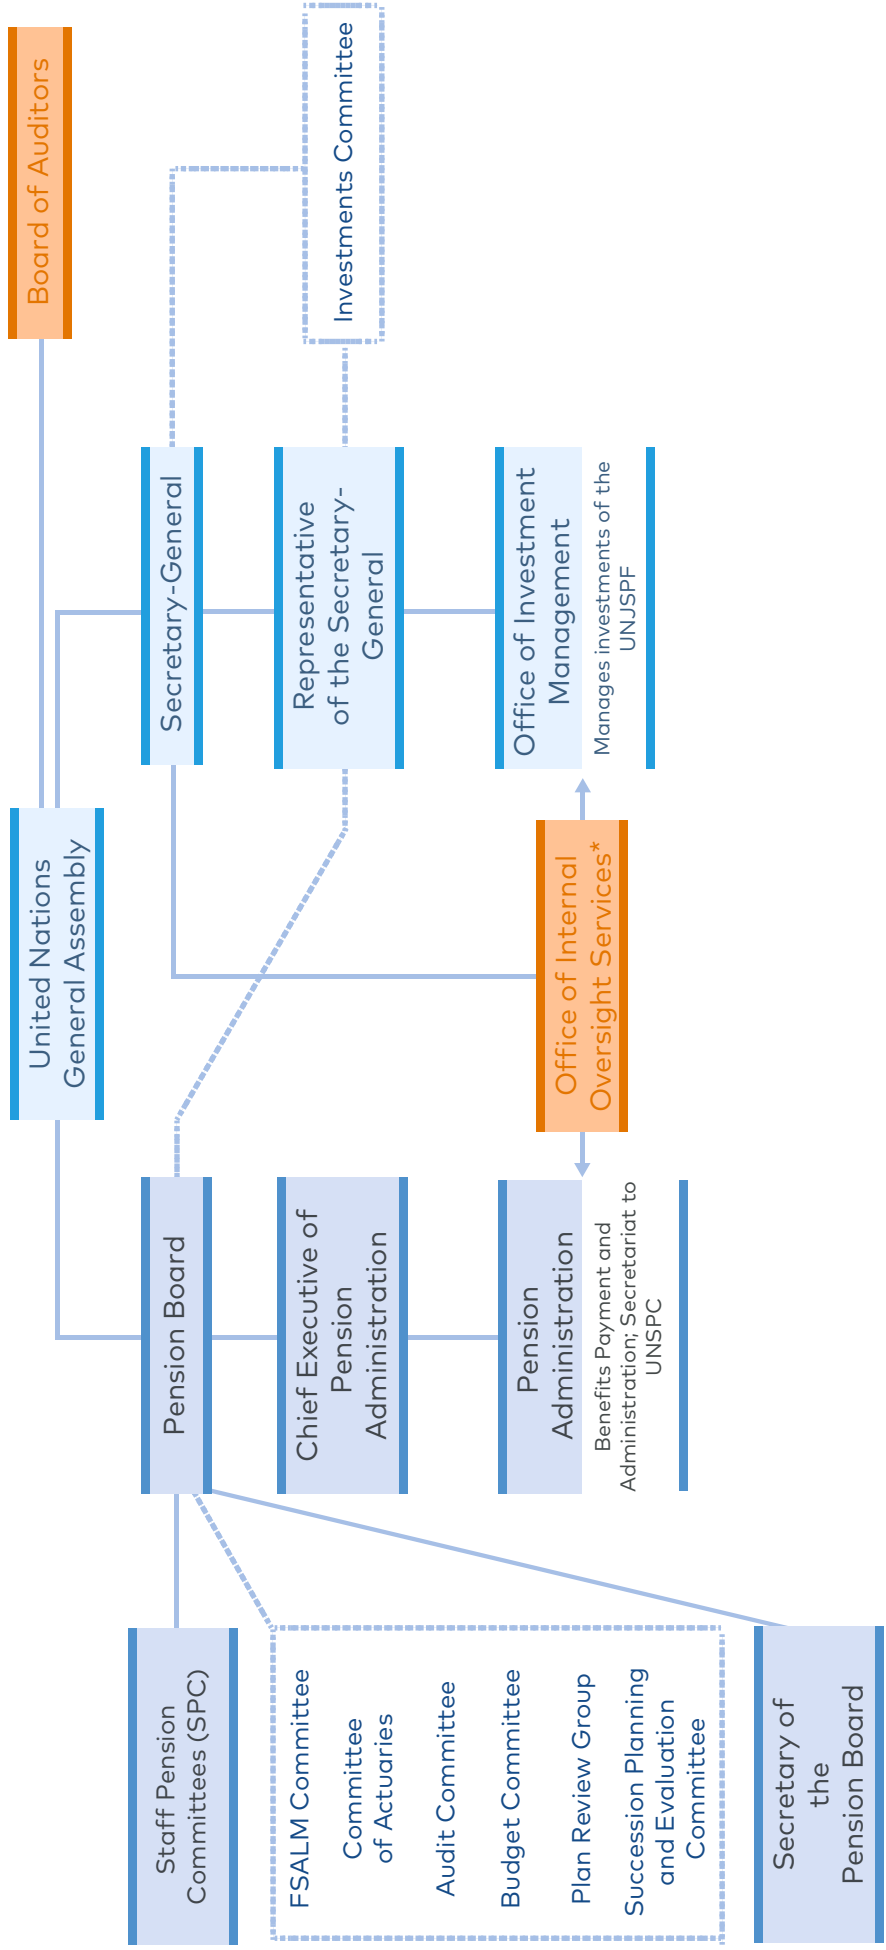 United Nations
General Assembly
Board of Auditors
Staff Pension
Committees (SPC)
Pension Board
Secretary-General
FSALM Committee
Committee
of Actuaries
Audit Committee
Budget Committee
Plan Review Group
Succession Planning
and Evaluation
Committee
Chief Executive of
Pension
Administration
Representative
of the Secretary-
General
Investments Committee
Pension
Administration
Benefits Payment and
Administration; Secretariat to
UNSPC
Office of Internal
Oversight Services*
Office of Investment
Management
Manages investments of the
UNJSPF
Secretary of
the
Pension Board